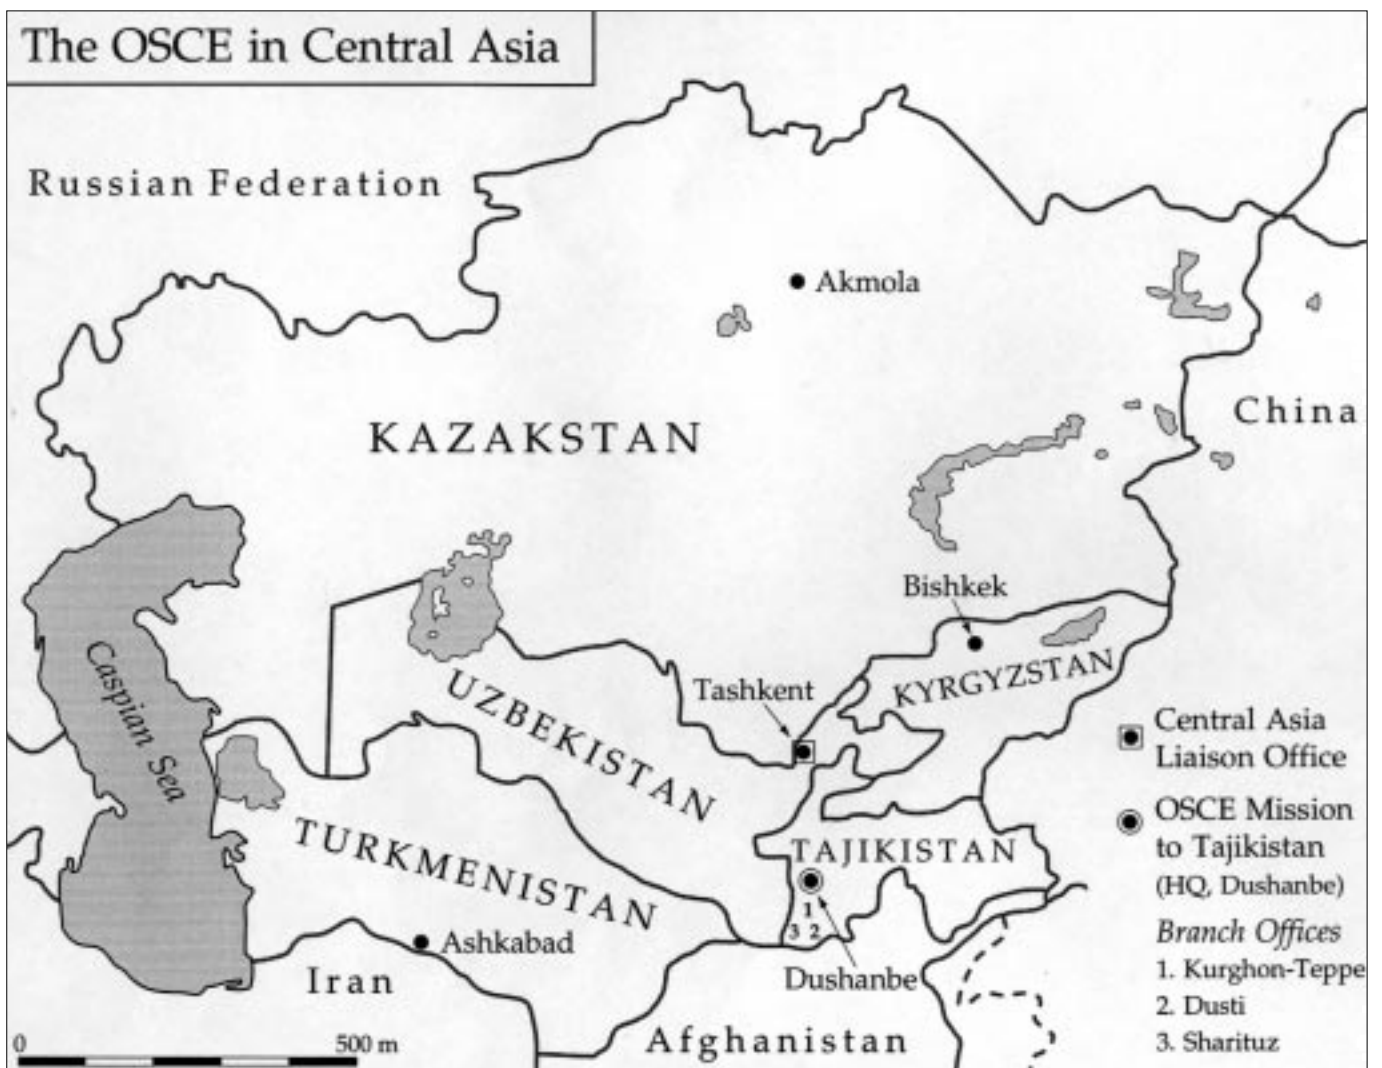 The OSCE in Central Asia
Russian Federation
Akmola
KAZAKSTAN
China
Bishkek
Caspian Sea
UZBEKISTAN
Tashkent
KYRGYZSTAN
Central Asia
Liaison Office
OSCE Mission
to Tajikistan
(HQ, Dushanbe)
TURKMENISTAN
TAJIKISTAN
1
3 2
Branch Offices
Ashkabad
Dushanbe
1. Kurghon-Teppe
Iran
2. Dusti
Afghanistan
3. Sharituz
0 500 m